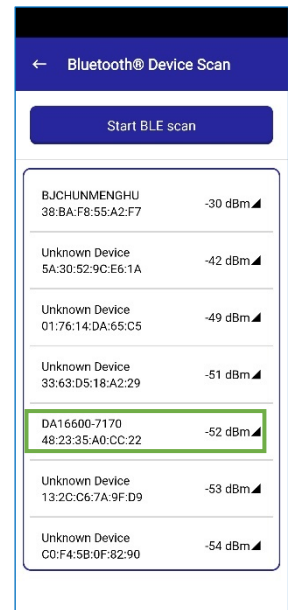 ← Bluetooth® Device Scan
Start BLE scan
BJCHUNMENGHU
38:BA:F8:55:A2:F7
-30 dBm
Unknown Device
5A:30:52:9C:E6:1A
-42 dBm
Unknown Device
01:76:14:DA:65:C5
-49 dBm
Unknown Device
33:63:D5:18:A2:29
-51 dBm
DA16600-7170
48:23:35:A0:CC:22
-52 dBm
Unknown Device
13:2C:C6:7A:9F:D9
-53 dBm
Unknown Device
C0:F4:5B:0F:82:90
-54 dBm